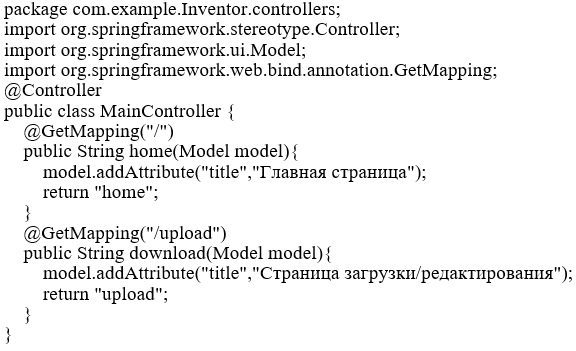 package com.example.Inventor.controllers;
import org.springframework.stereotype.Controller;
import org.springframework.ui.Model;
import org.springframework.web.bind.annotation.GetMapping;
@Controller
public class MainController {
@GetMapping("/")
public String home(Model model){
model.addAttribute("title","Главная страница");
return "home";
}
@GetMapping("/upload")
public String download(Model model){
model.addAttribute("title","Страница загрузки/редактирования");
return "upload";
}
}